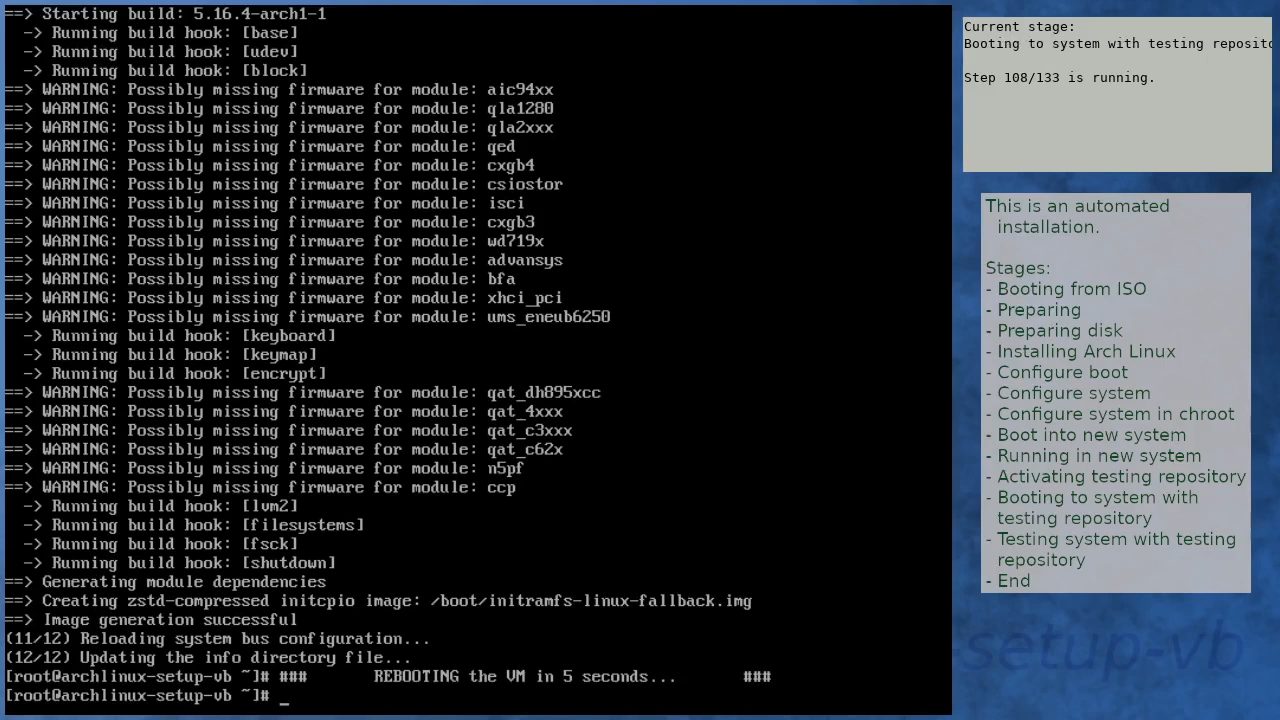 ==> Starting build: 5.16.4-arch1-1
  -> Running build hook: [base]
  -> Running build hook: [udev]
  -> Running build hook: [block]
==> WARNING: Possibly missing firmware for module: aic94xx
==> WARNING: Possibly missing firmware for module: qla1280
==> WARNING: Possibly missing firmware for module: qla2xxx
==> WARNING: Possibly missing firmware for module: qed
==> WARNING: Possibly missing firmware for module: cxgb4
==> WARNING: Possibly missing firmware for module: csiostor
==> WARNING: Possibly missing firmware for module: isci
==> WARNING: Possibly missing firmware for module: cxgb3
==> WARNING: Possibly missing firmware for module: wd719x
==> WARNING: Possibly missing firmware for module: advansys
==> WARNING: Possibly missing firmware for module: bfa
==> WARNING: Possibly missing firmware for module: xhci_pci
==> WARNING: Possibly missing firmware for module: ums_eneub6250
  -> Running build hook: [keyboard]
  -> Running build hook: [keymap]
  -> Running build hook: [encrypt]
==> WARNING: Possibly missing firmware for module: qat_dh895xcc
==> WARNING: Possibly missing firmware for module: qat_4xxx
==> WARNING: Possibly missing firmware for module: qat_c3xxx
==> WARNING: Possibly missing firmware for module: qat_c62x
==> WARNING: Possibly missing firmware for module: n5pf
==> WARNING: Possibly missing firmware for module: ccp
  -> Running build hook: [lvm2]
  -> Running build hook: [filesystems]
  -> Running build hook: [fsck]
  -> Running build hook: [shutdown]
==> Generating module dependencies
==> Creating zstd-compressed initcpio image: /boot/initramfs-linux-fallback.img
==> Image generation successful
(11/12) Reloading system bus configuration...
(12/12) Updating the info directory file...
[root@archlinux-setup-vb ~]# ###       REBOOTING the VM in 5 seconds...       ###
[root@archlinux-setup-vb ~]# _
Current stage:
Booting to system with testing reposito
Step 108/133 is running.
This is an automated
installation.
Stages:
- Booting from ISO
- Preparing
- Preparing disk
- Installing Arch Linux
- Configure boot
- Configure system
- Configure system in chroot
- Boot into new system
- Running in new system
- Activating testing repository
- Booting to system with
testing repository
- Testing system with testing
repository
- End
-setup-vb